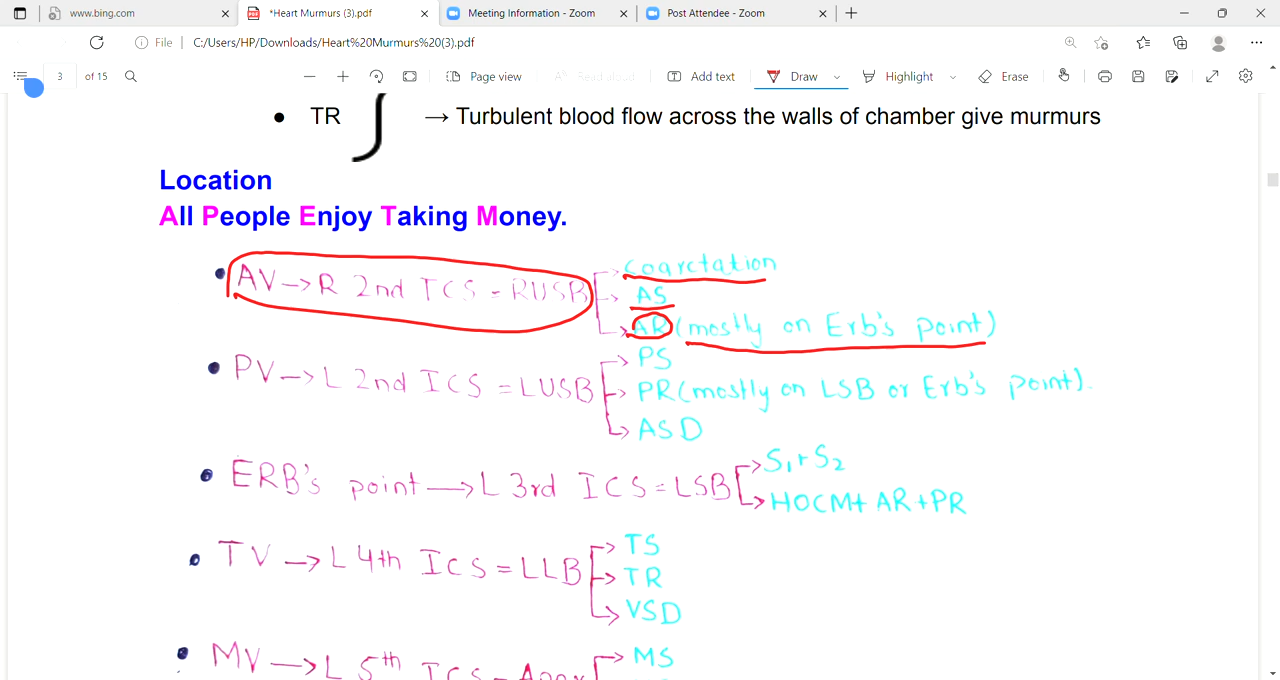 www.bing.com
*Heart Murmurs (3).pdf
Meeting Information - Zoom
Post Attendee - Zoom
File
C:/Users/HP/Downloads/Heart%20Murmurs%20(3).pdf
3 of 15
Page view
Read aloud
Add text
Draw
Highlight
Erase
• TR → Turbulent blood flow across the walls of chamber give murmurs
Location
All People Enjoy Taking Money.
• AV → R 2nd ICS = RUSB → Coarctation
→ AS
→ AR (mostly on Erb's point)
• PV → L 2nd ICS = LUSB → PS
→ PR (mostly on LSB or Erb's point).
→ ASD
• ERB's point → L 3rd ICS = LSB → S1+S2
→ HOCM+ AR+PR
• TV → L 4th ICS = LLB → TS
→ TR
→ VSD
• MV → L 5th ICS = Apex → MS